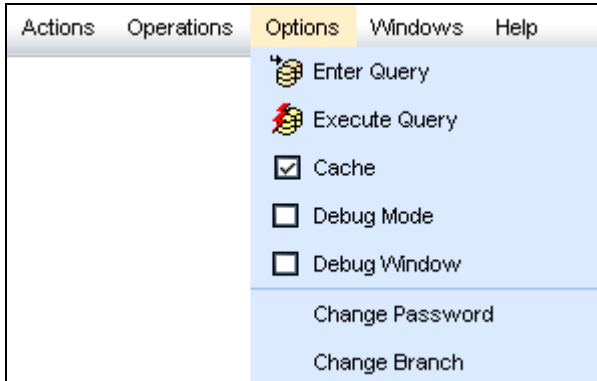 Actions Operations Options Windows Help
Enter Query
Execute Query
Cache
Debug Mode
Debug Window
Change Password
Change Branch